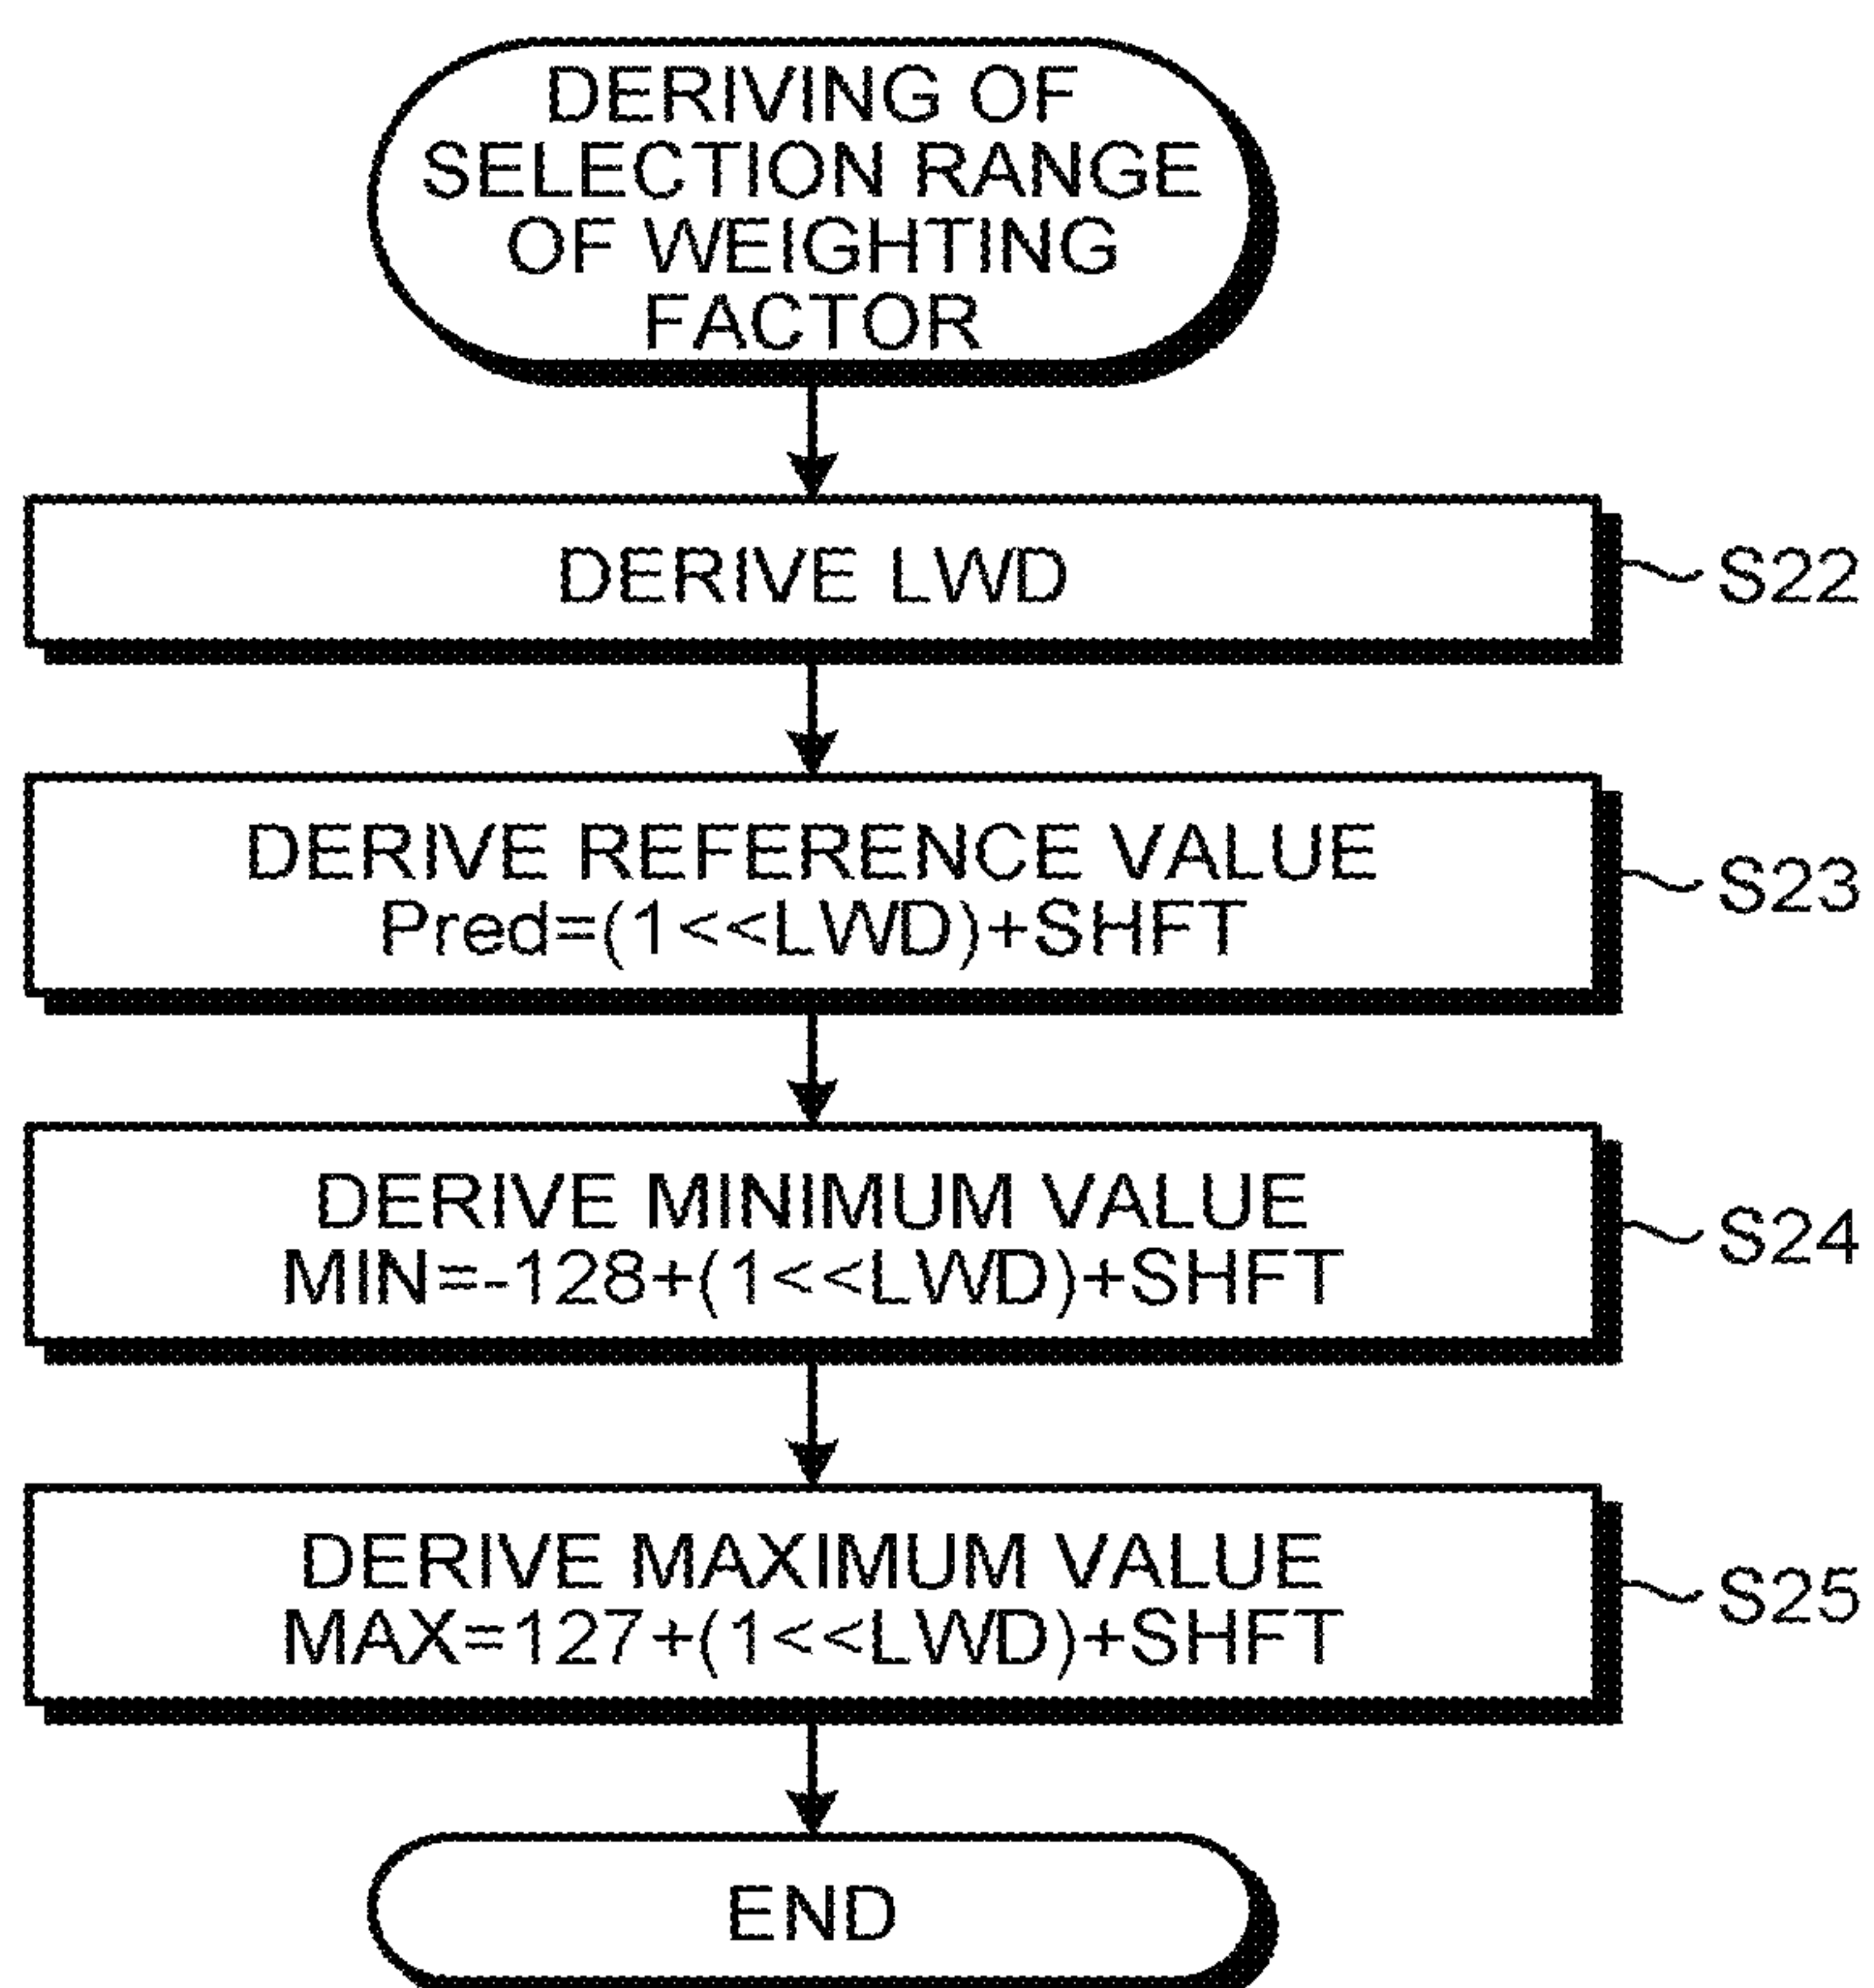 DERIVING OF
SELECTION RANGE
OF WEIGHTING
FACTOR
DERIVE LWD
S22
DERIVE REFERENCE VALUE
Pred=(1<<LWD)+SHFT
S23
DERIVE MINIMUM VALUE
MIN=-128+(1<<LWD)+SHFT
S24
DERIVE MAXIMUM VALUE
MAX=127+(1<<LWD)+SHFT
S25
END